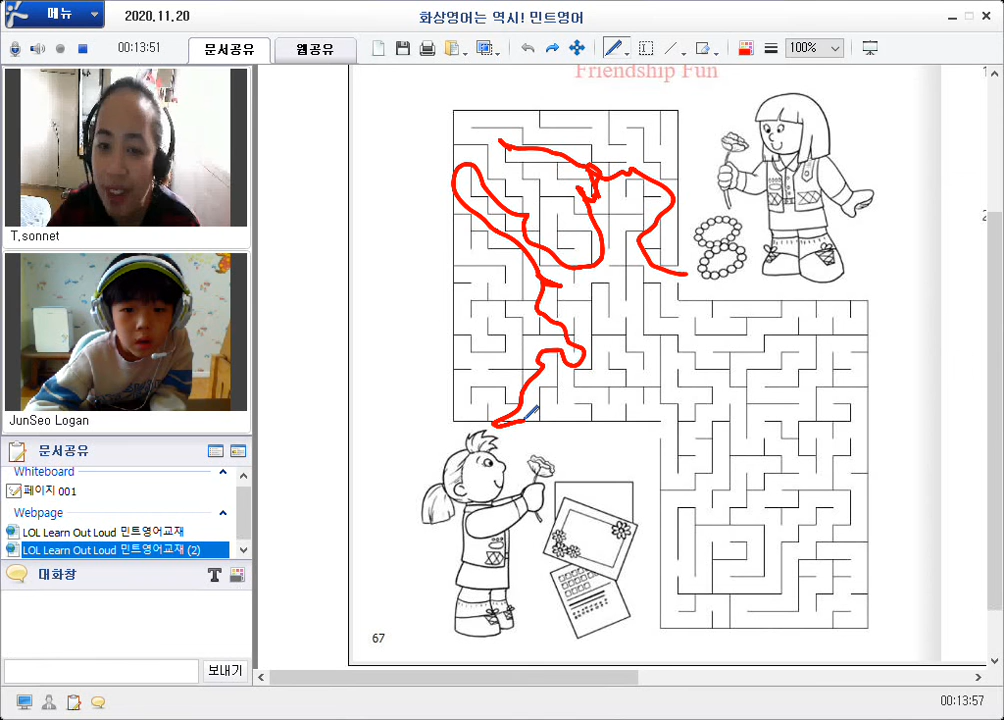 메뉴
2020.11.20
화상영어는 역시! 민트영어
00:13:51
문서공유
웹공유
100%
Friendship Fun
1
2
T.sonnet
JunSeo Logan
문서공유
Whiteboard
페이지 001
Webpage
LOL Learn Out Loud 민트영어교재
LOL Learn Out Loud 민트영어교재 (2)
대화창
T
보내기
67
00:13:57